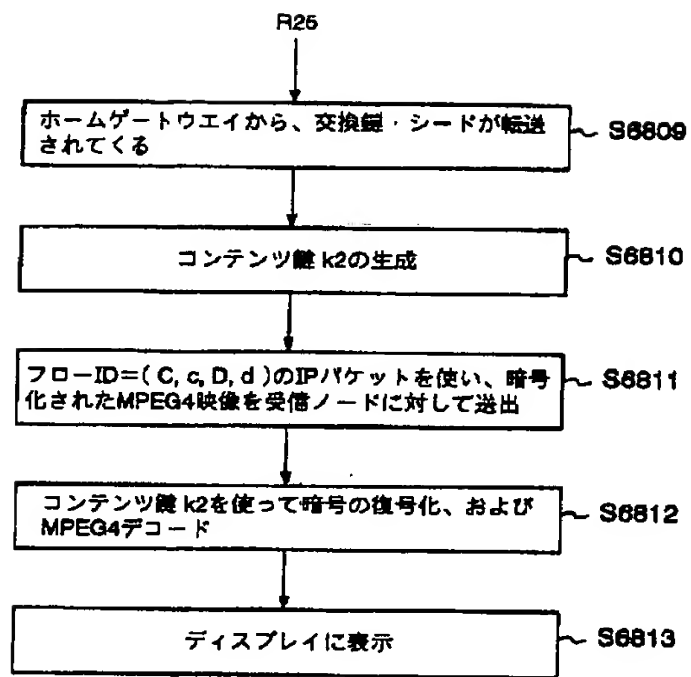 R25
ホームゲートウエイから、交換鍵・シードが転送
されてくる
S6809
コンテンツ鍵 k2の生成
S6810
フローID=( C, c, D, d )のIPパケットを使い、暗号
化されたMPEG4映像を受信ノードに対して送出
S6811
コンテンツ鍵 k2を使って暗号の復号化、および
MPEG4デコード
S6812
ディスプレイに表示
S6813